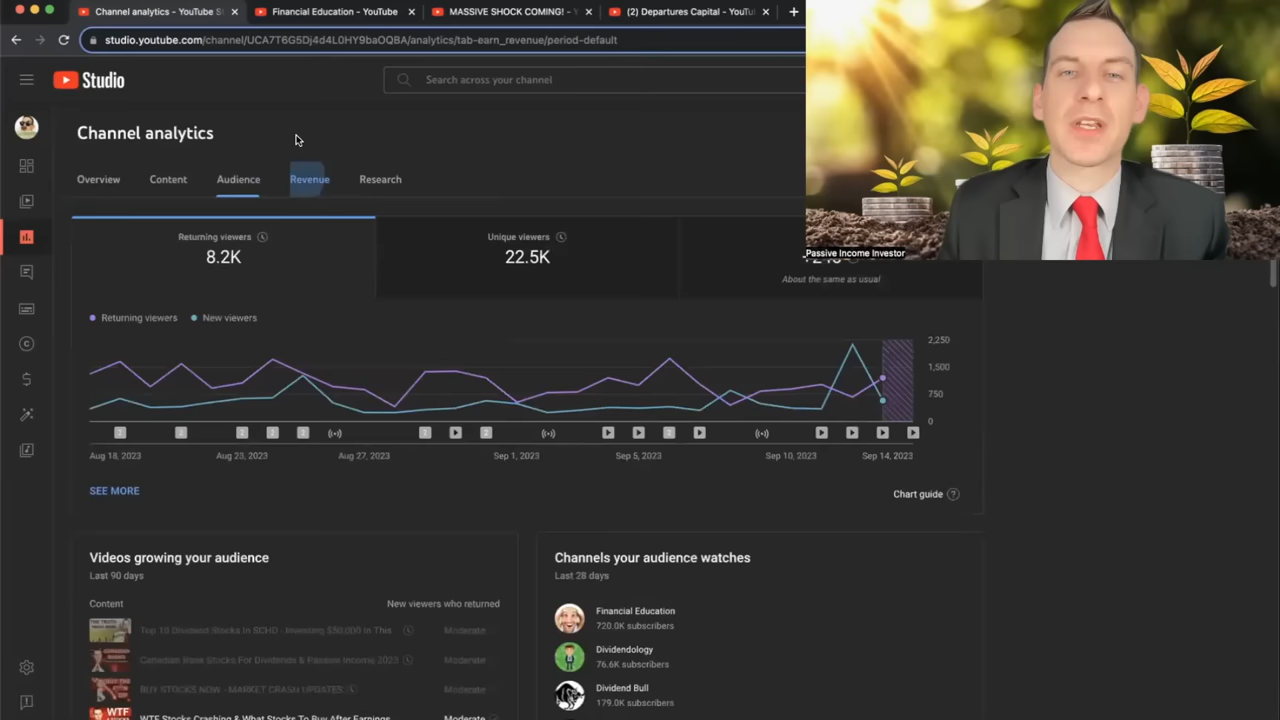 Channel analytics - YouTube S
Financial Education - YouTube
MASSIVE SHOCK COMING! -
(2) Departures Capital - YouTu
studio.youtube.com/channel/UCA7T6G5Dj4d4L0HY9baOQBA/analytics/tab-earn_revenue/period-default
Studio
Search across your channel
Channel analytics
Overview
Content
Audience
Revenue
Research
Returning viewers
8.2K
Unique viewers
22.5K
About the same as usual
Passive Income Investor
Returning viewers
New viewers
2,250
1,500
750
0
Aug 18, 2023
Aug 23, 2023
Aug 27, 2023
Sep 1, 2023
Sep 5, 2023
Sep 10, 2023
Sep 14, 2023
SEE MORE
Chart guide
Videos growing your audience
Last 90 days
Content
New viewers who returned
Top 10 Dividend Stocks In SCHD - Investing $50,000 In This
Moderate
Canadian Bank Stocks For Dividends & Passive Income 2023
Moderate
BUY STOCKS NOW - MARKET CRASH UPDATES
Moderate
WTF
WTF Stocks Crashing & What Stocks To Buy After Earnings
Moderate
Channels your audience watches
Last 28 days
Financial Education
720.0K subscribers
Dividendology
76.6K subscribers
Dividend Bull
179.0K subscribers